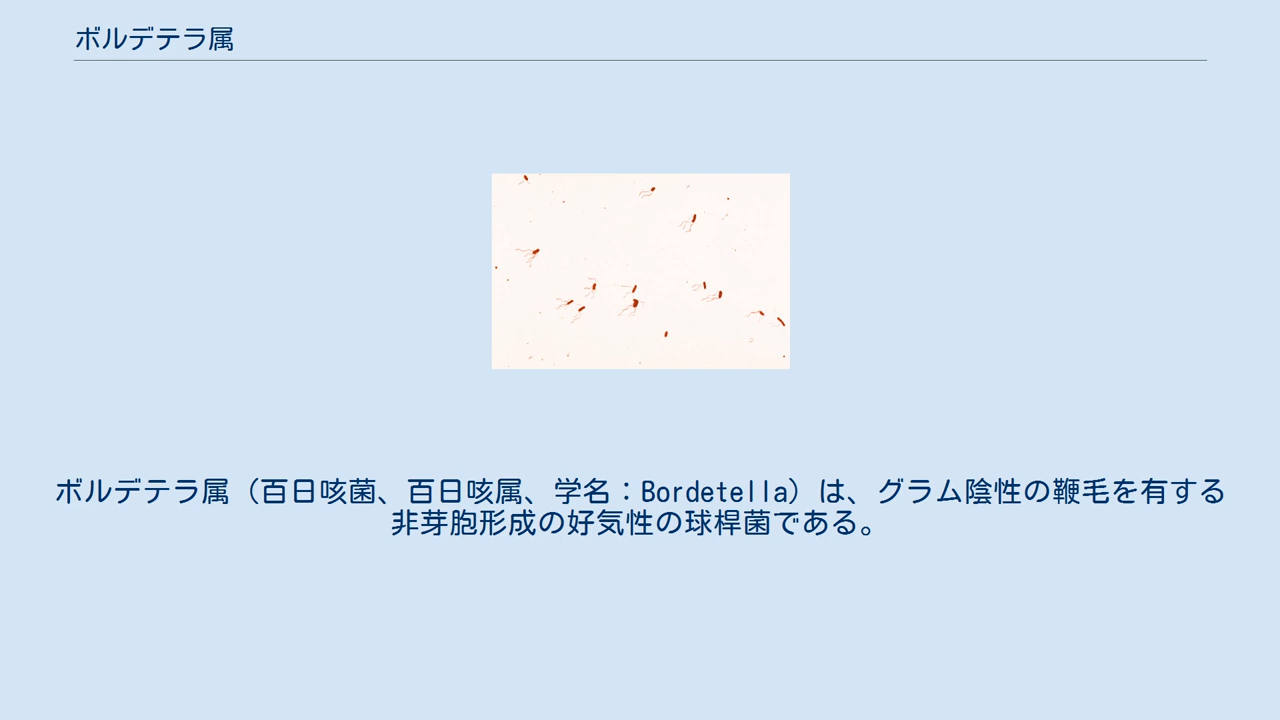 ボルデテラ属
ボルデテラ属（百日咳菌、百日咳属、学名：Bordetella）は、グラム陰性の鞭毛を有する
非芽胞形成の好気性の球桿菌である。